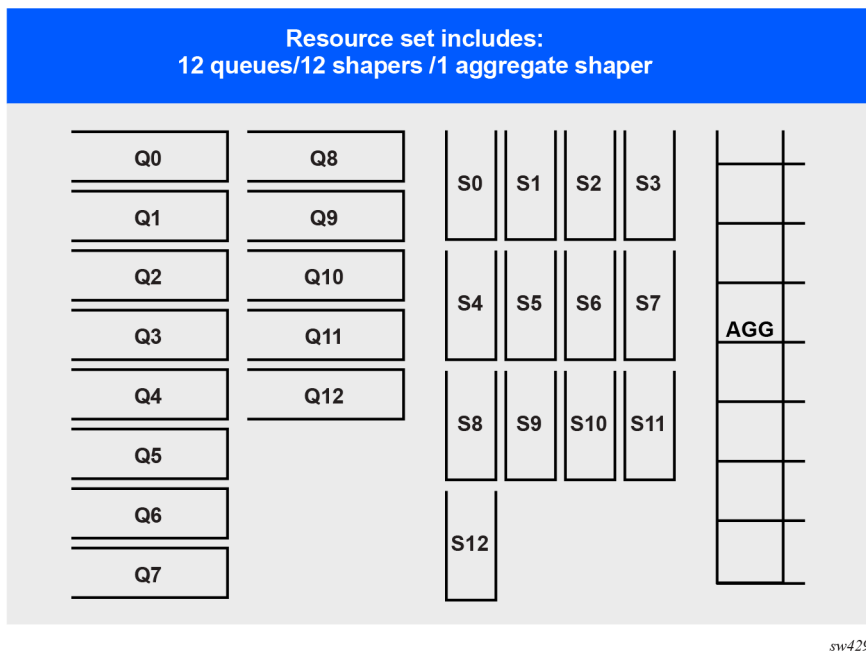 Resource set includes:
12 queues/12 shapers /1 aggregate shaper
Q0
Q1
Q2
Q3
Q4
Q5
Q6
Q7
Q8
Q9
Q10
Q11
Q12
S0 S1 S2 S3
S4 S5 S6 S7
S8 S9 S10 S11
S12
AGG